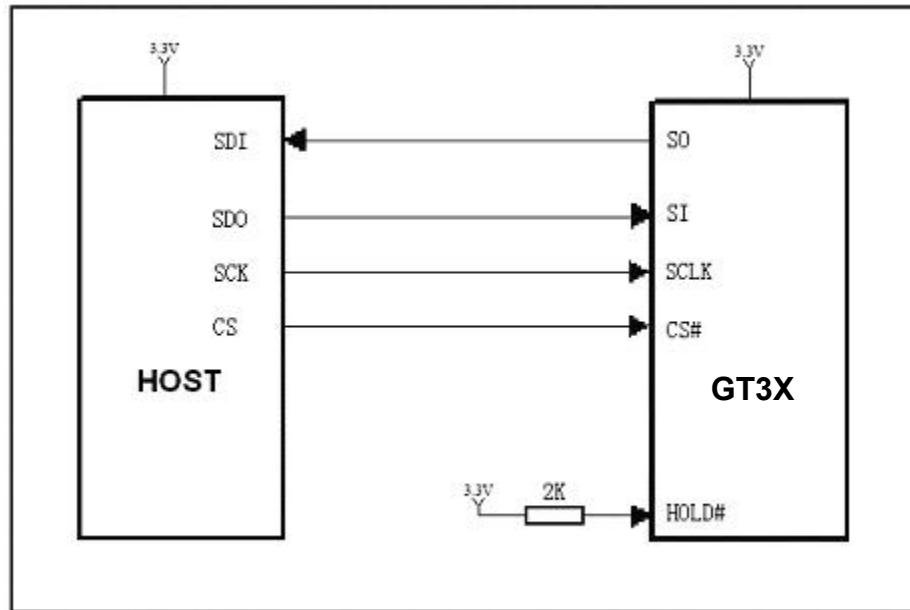 3.3V
3.3V
SDI
SO
SDO
SI
SCK
SCLK
CS
CS#
HOST
GT3X
3.3V
2K
HOLD#